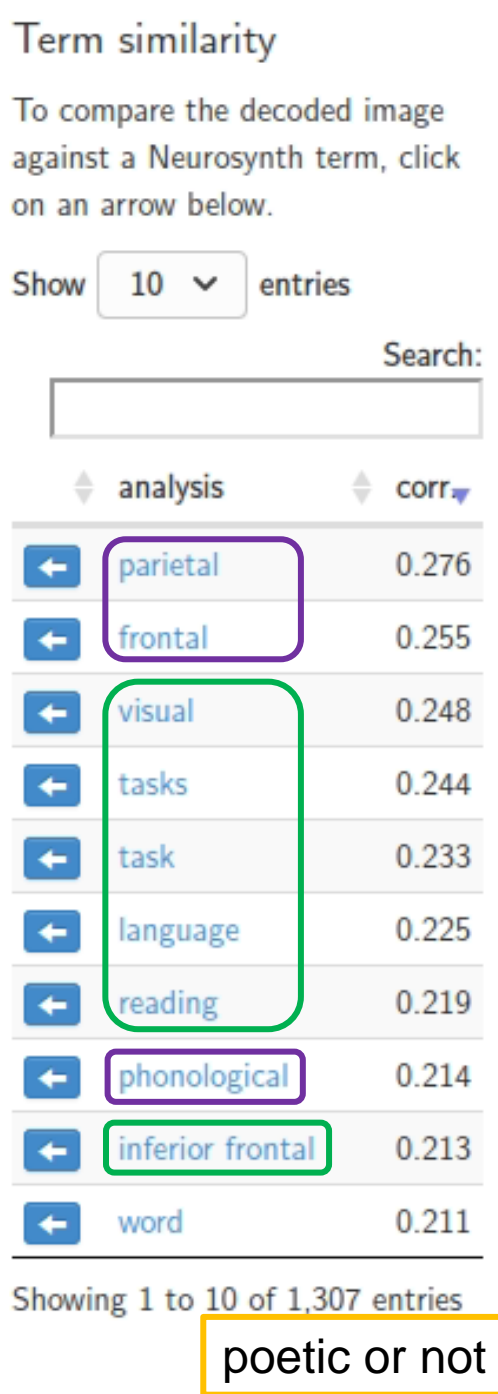 Term similarity
To compare the decoded image
against a Neurosynth term, click
on an arrow below.
Show 10 entries
Search:
analysis corr.
parietal 0.276
frontal 0.255
visual 0.248
tasks 0.244
task 0.233
language 0.225
reading 0.219
phonological 0.214
inferior frontal 0.213
word 0.211
Showing 1 to 10 of 1,307 entries
poetic or not